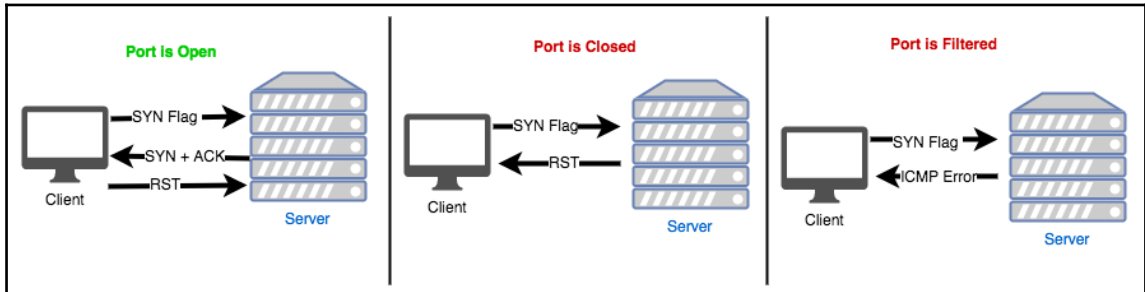 Port is Open
SYN Flag
SYN + ACK
RST
Client
Server
Port is Closed
SYN Flag
RST
Client
Server
Port is Filtered
SYN Flag
ICMP Error
Client
Server